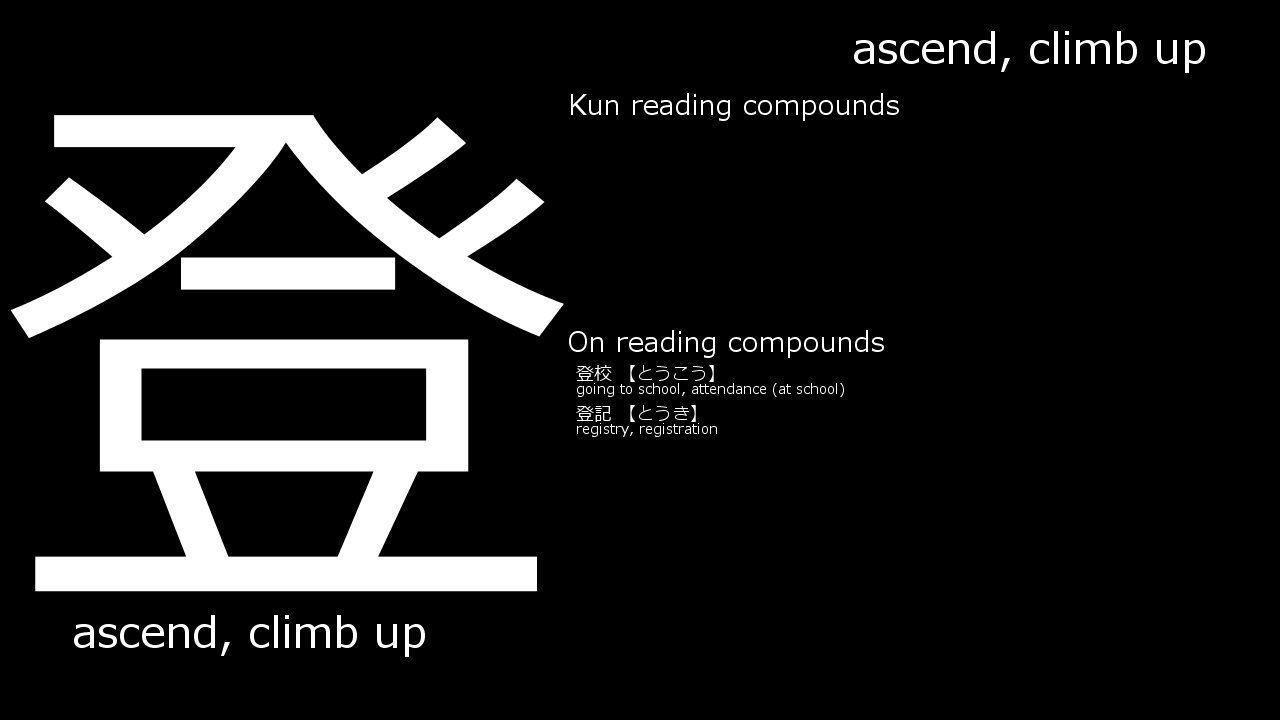 登
ascend, climb up
ascend, climb up
Kun reading compounds
On reading compounds
登校 【とうこう】
going to school, attendance (at school)
登記 【とうき】
registry, registration